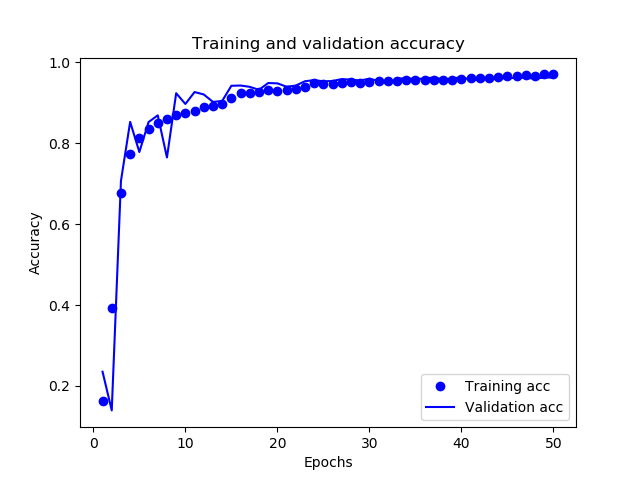 Training and validation accuracy
1.0
0.8
0.6
0.4
0.2
Accuracy
Training acc
Validation acc
0 10 20 30 40 50
Epochs